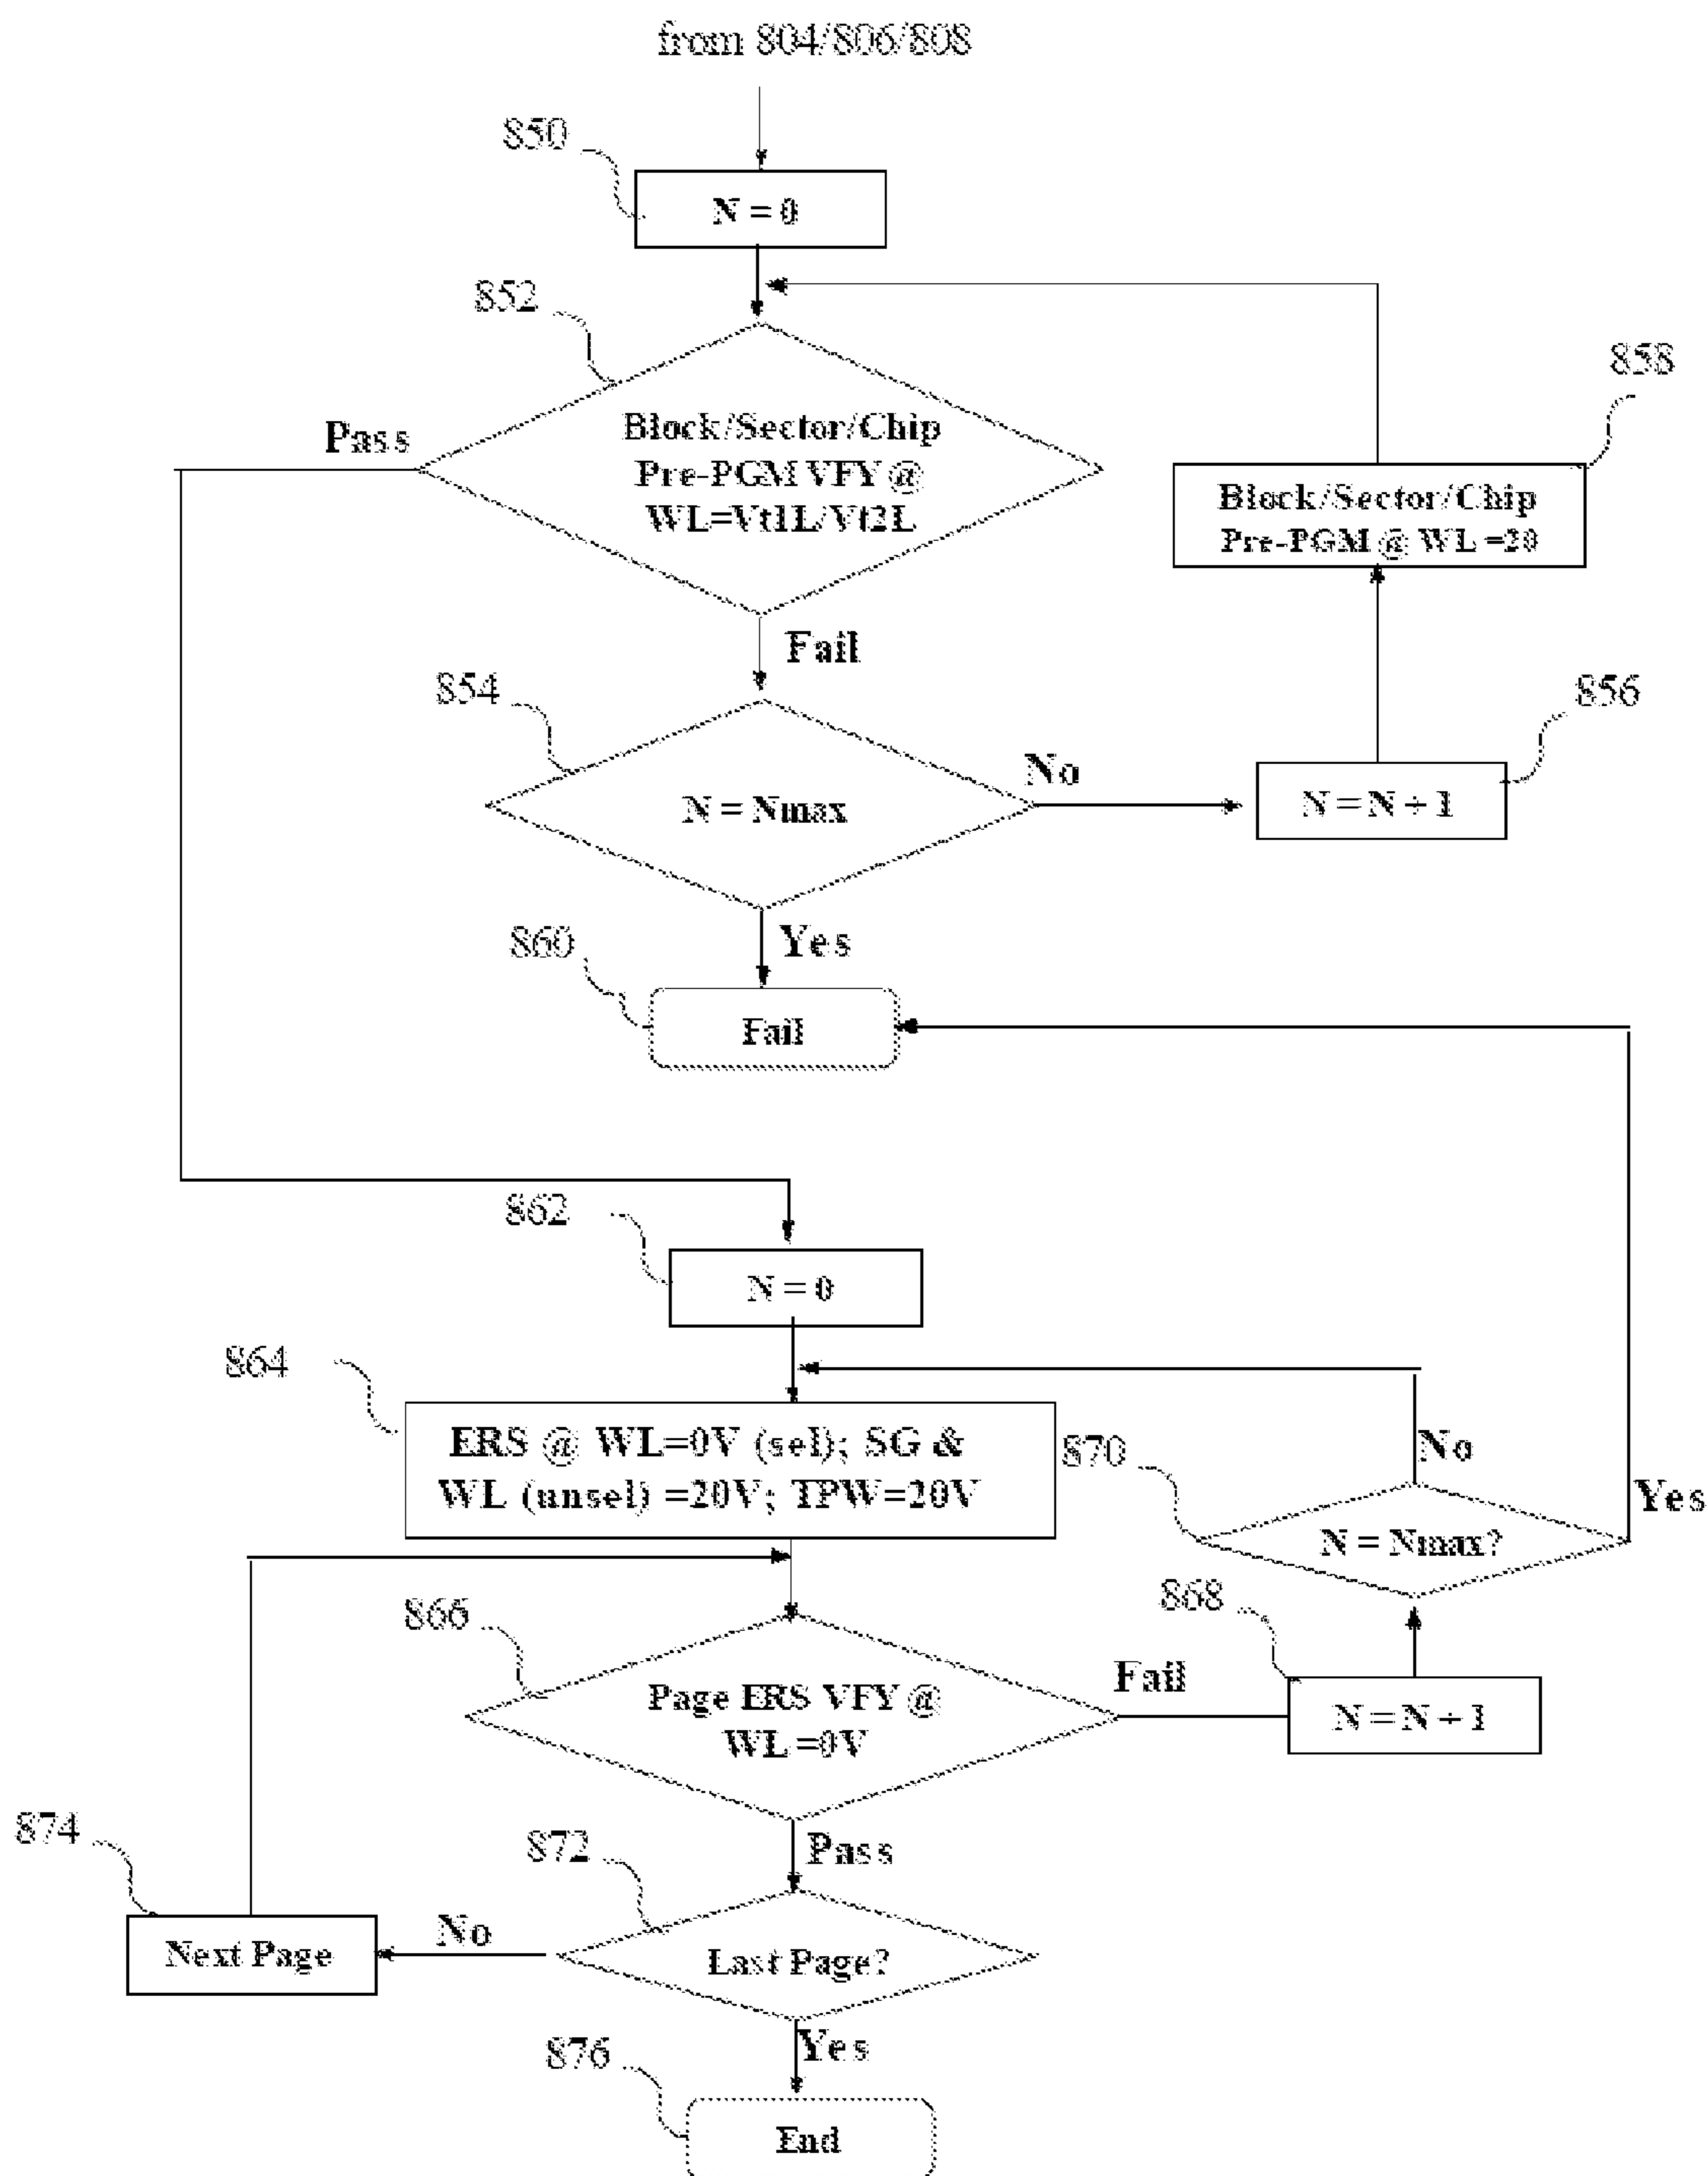 from 804/806/808
850
N = 0
852
858
Pass
Block/Sector/Chip
Pre-PGM VFY @
WL=Vt1L/Vt2L
Block/Sector/Chip
Pre-PGM @ WL =20
Fail
854
856
No
N = Nmax
N = N + 1
860
Yes
Fail
862
N = 0
864
ERS @ WL=0V (sel); SG &
WL (unsel) =20V; TPW=20V
870
No
Yes
N = Nmax?
866
868
Fail
Page ERS VFY @
WL =0V
N = N + 1
874
872
Pass
No
Next Page
Last Page?
876
Yes
End